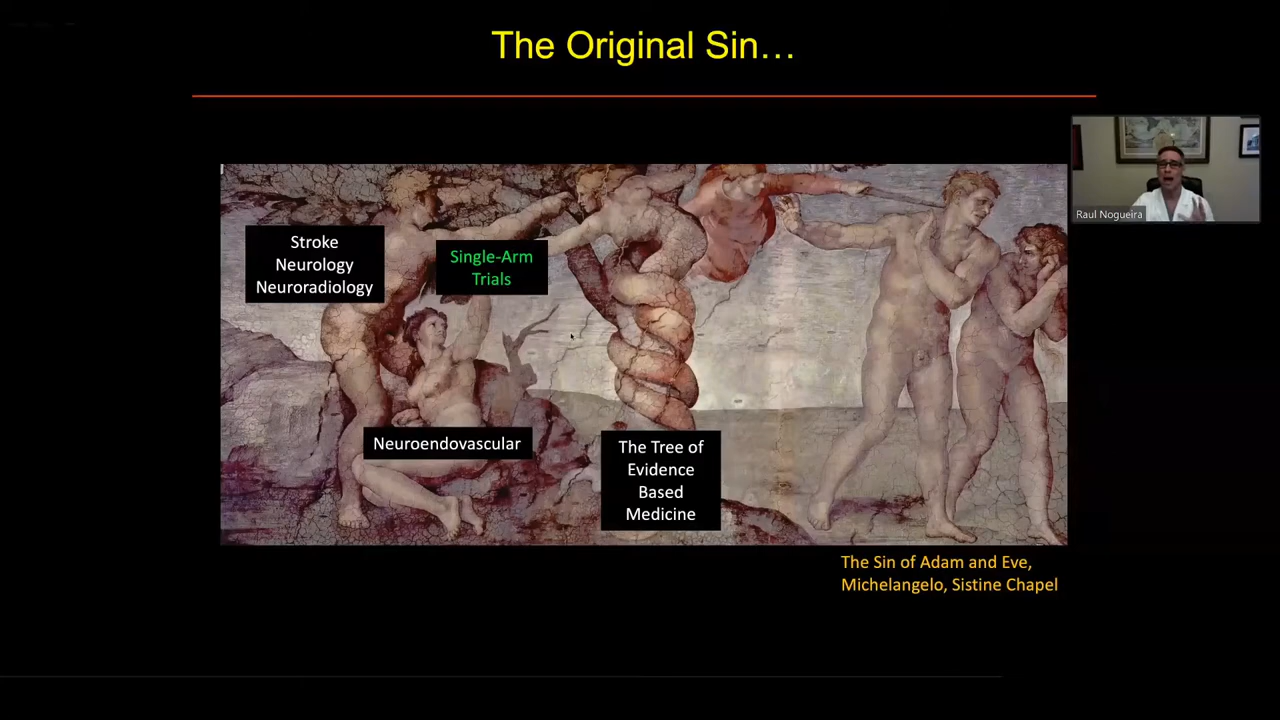 The Original Sin…
Raul Nogueira
Stroke
Neurology
Neuroradiology
Single-Arm
Trials
Neuroendovascular
The Tree of
Evidence
Based
Medicine
The Sin of Adam and Eve,
Michelangelo, Sistine Chapel